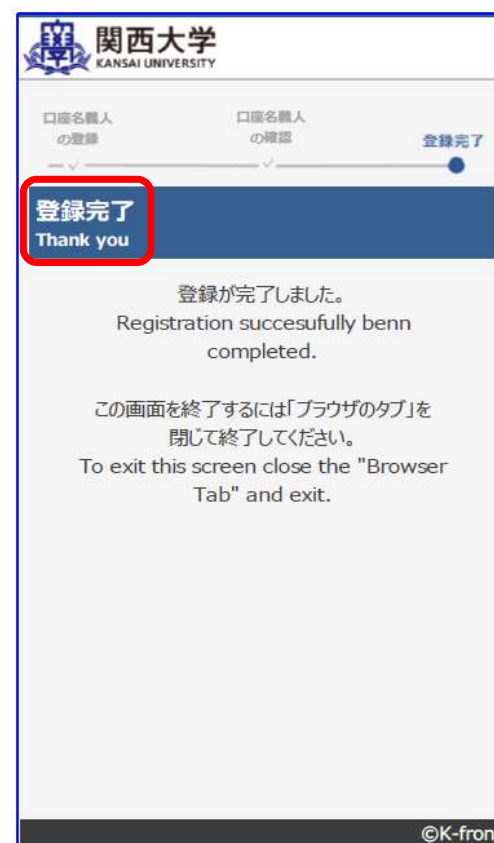 関西大学
KANSAI UNIVERSITY
口座名義人
の登録
口座名義人
の確認
登録完了
登録完了
Thank you
登録が完了しました。
Registration succesufully benn
completed.
この画面を終了するには「ブラウザのタブ」を
閉じて終了してください。
To exit this screen close the "Browser
Tab" and exit.
©K-fron